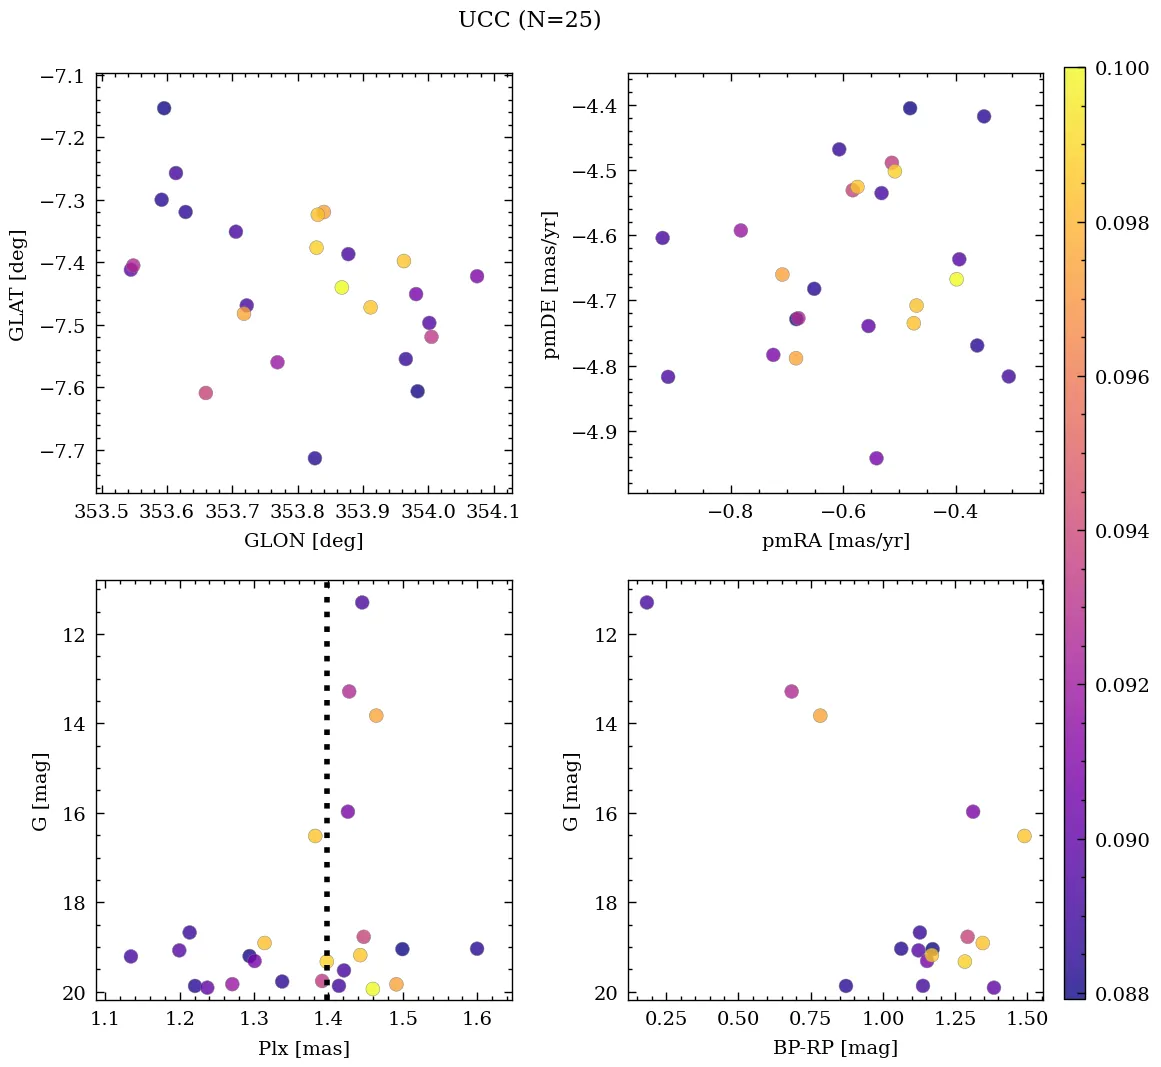 UCC (N=25)
−7.1
−7.2
−7.3
−7.4
−7.5
−7.6
−7.7
GLAT [deg]
353.5 353.6 353.7 353.8 353.9 354.0 354.1
GLON [deg]
−4.4
−4.5
−4.6
−4.7
−4.8
−4.9
pmDE [mas/yr]
−0.8 −0.6 −0.4
pmRA [mas/yr]
12
14
16
18
20
G [mag]
1.1 1.2 1.3 1.4 1.5 1.6
Plx [mas]
12
14
16
18
20
G [mag]
0.25 0.50 0.75 1.00 1.25 1.50
BP-RP [mag]
0.100
0.098
0.096
0.094
0.092
0.090
0.088